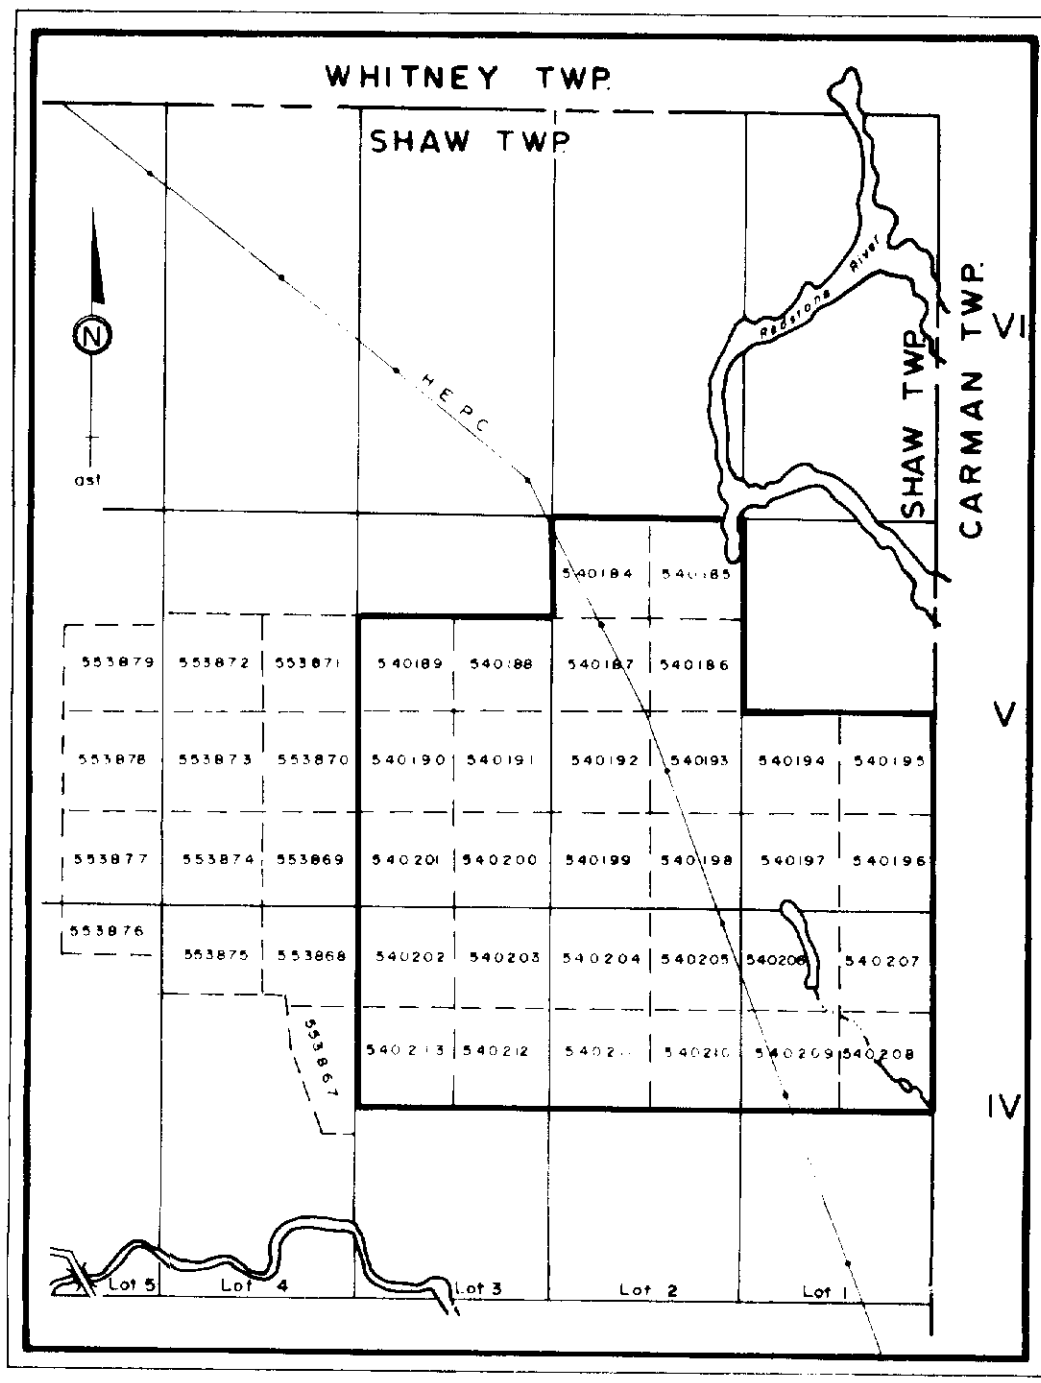 WHITNEY TWP.
SHAW TWP.
Redstone River
N
ast
H E P C
SHAW TWP.
CARMAN TWP.
VI
540184 540185
553879 553872 553871 540189 540188 540187 540186
V
553878 553873 553870 540190 540191 540192 540193 540194 540195
553877 553874 553869 540201 540200 540199 540198 540197 540196
553876
553875 553868 540202 540203 540204 540205 540206 540207
553867
540213 540212 540210 540209 540208
IV
Lot 5 Lot 4 Lot 3 Lot 2 Lot 1